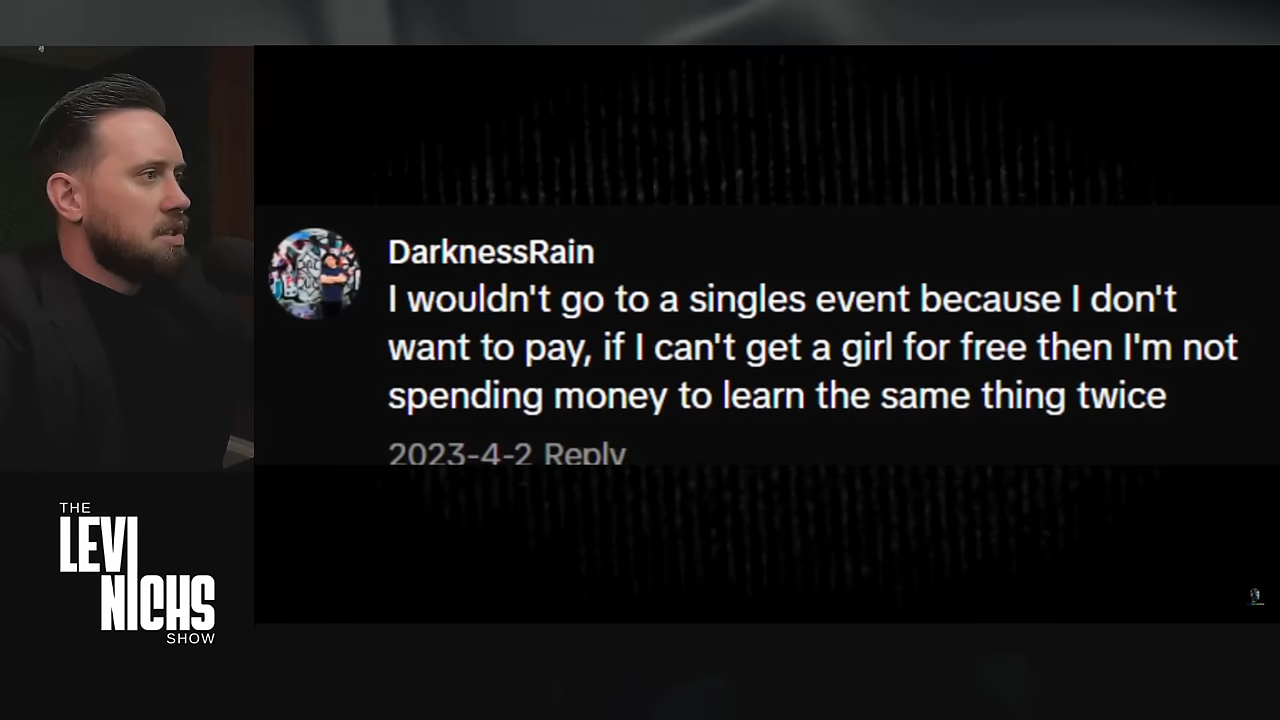 DarknessRain
I wouldn't go to a singles event because I don't
want to pay, if I can't get a girl for free then I'm not
spending money to learn the same thing twice
2023-4-2 Reply
THE
LEVI
NICHS
SHOW